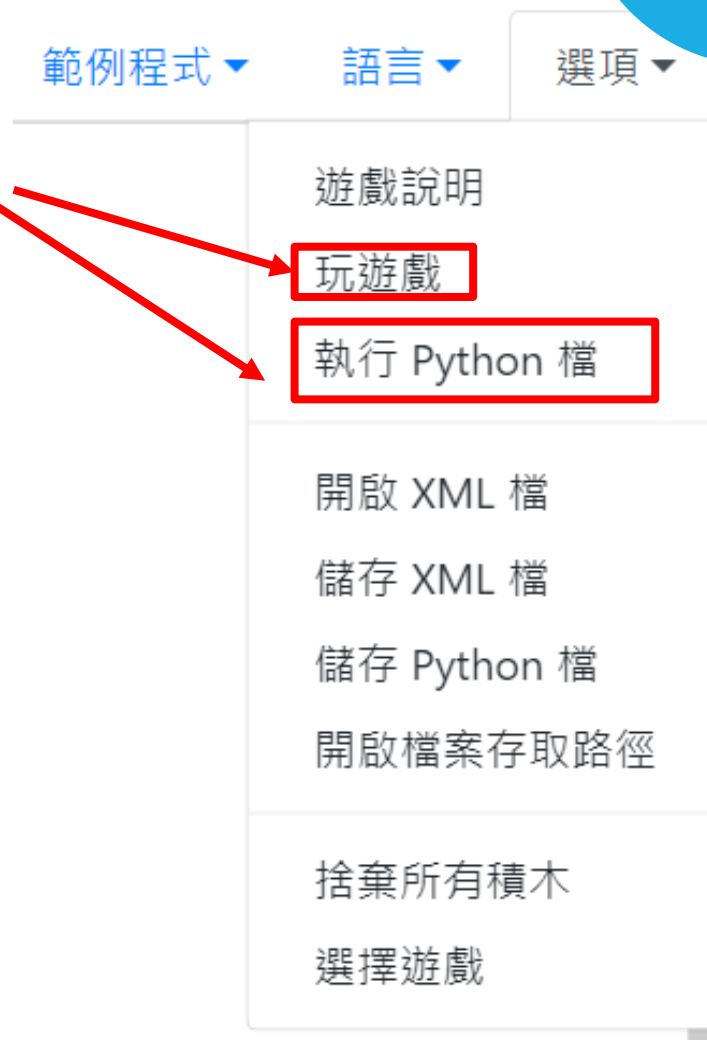 範例程式 語言 選項
遊戲說明
玩遊戲
執行 Python 檔
開啟 XML 檔
儲存 XML 檔
儲存 Python 檔
開啟檔案存取路徑
捨棄所有積木
選擇遊戲